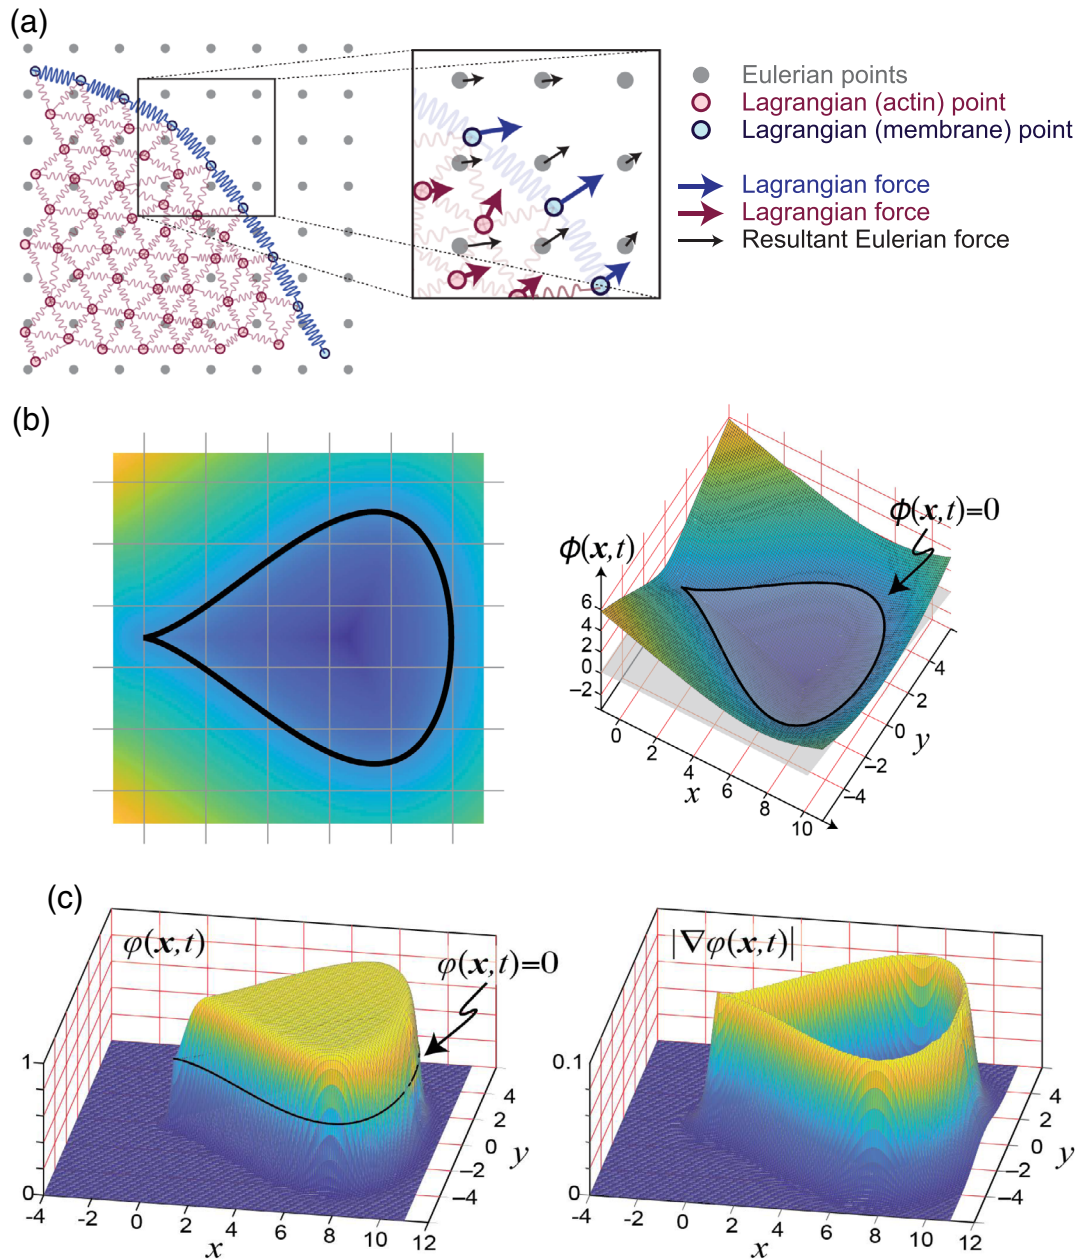 (a)
Eulerian points
Lagrangian (actin) point
Lagrangian (membrane) point
Lagrangian force
Lagrangian force
Resultant Eulerian force
(b)
ϕ(x,t)
ϕ(x,t)=0
6
4
2
0
−2
0
2
4
6
8
10
x
4
2
0
−2
−4
y
(c)
φ(x,t)
φ(x,t)=0
1
0
-4
-2
0
2
4
6
8
10
12
x
4
2
0
−2
−4
y
|∇φ(x,t)|
0.1
0
-4
-2
0
2
4
6
8
10
12
x
4
2
0
−2
−4
y